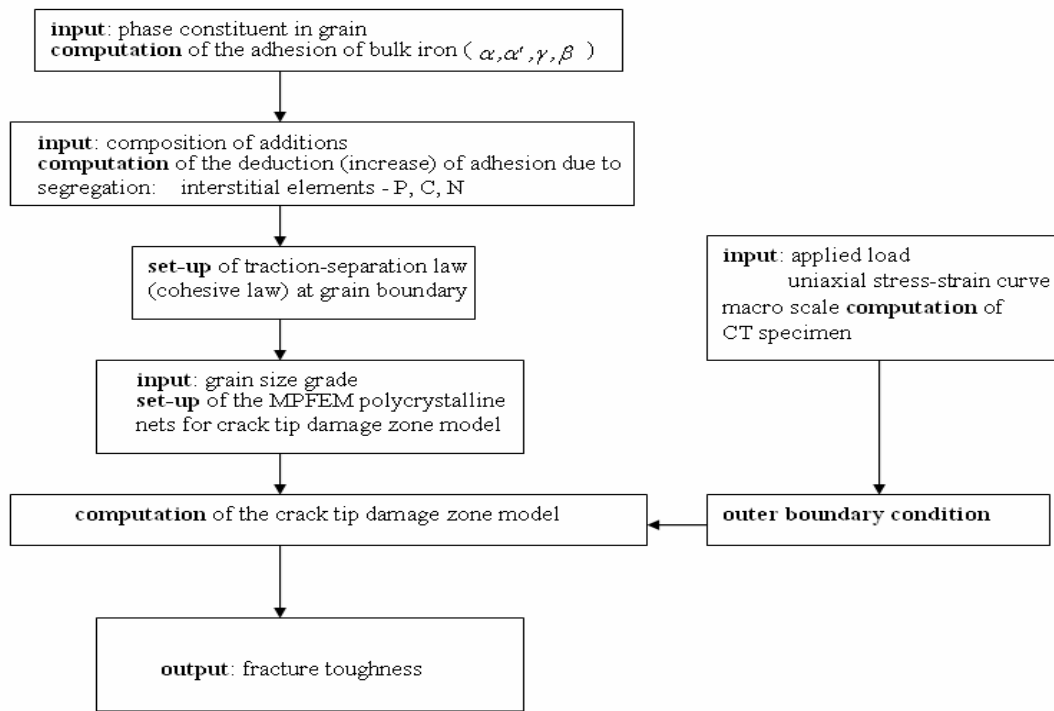 input: phase constituent in grain
computation of the adhesion of bulk iron ( α,α',γ,β )
input: composition of additions
computation of the deduction (increase) of adhesion due to
segregation: interstitial elements - P, C, N
set-up of traction-separation law
(cohesive law) at grain boundary
input: applied load
uniaxial stress-strain curve
macro scale computation of
CT specimen
input: grain size grade
set-up of the MPFEM polycrystalline
nets for crack tip damage zone model
computation of the crack tip damage zone model
outer boundary condition
output: fracture toughness